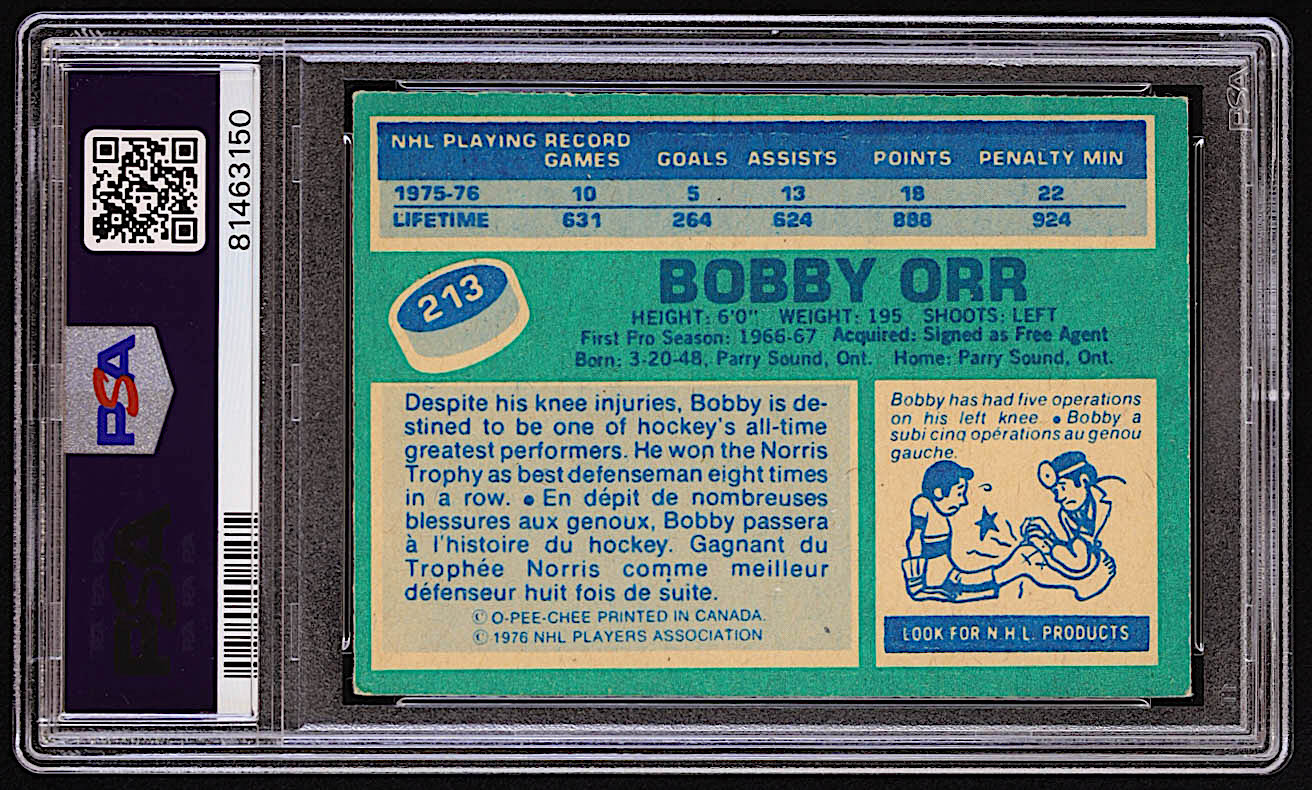 NHL PLAYING RECORD
GAMES GOALS ASSISTS POINTS PENALTY MIN
1975-76 10 5 13 18 22
LIFETIME 631 264 624 888 924
213
BOBBY ORR
HEIGHT: 6'0" WEIGHT: 195 SHOOTS: LEFT
First Pro Season: 1966-67 Acquired: Signed as Free Agent
Born: 3-20-48, Parry Sound, Ont. Home: Parry Sound, Ont.
Despite his knee injuries, Bobby is de-
stined to be one of hockey's all-time
greatest performers. He won the Norris
Trophy as best defenseman eight times
in a row. • En dépit de nombreuses
blessures aux genoux, Bobby passera
à l'histoire du hockey. Gagnant du
Trophée Norris comme meilleur
défenseur huit fois de suite.
© O-PEE-CHEE PRINTED IN CANADA.
© 1976 NHL PLAYERS ASSOCIATION
Bobby has had five operations
on his left knee • Bobby a
subi cinq opérations au genou
gauche.
LOOK FOR N.H.L. PRODUCTS
81463150
PSA
PSA
PSA